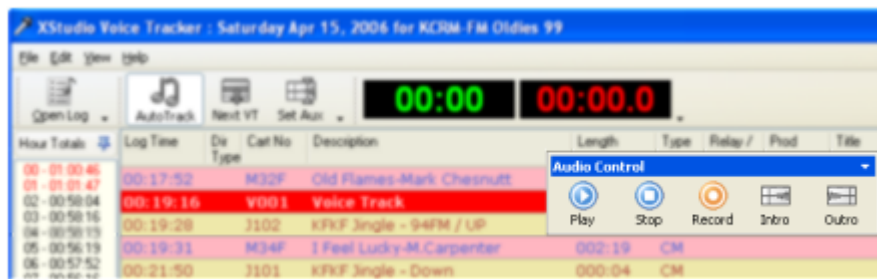 XStudio Voice Tracker : Saturday Apr 15, 2006 for KCRM-FM Oldies 99
File Edit View Help
Open Log AutoTrack Next VT Set Aux 00:00 00:00.0
Hour Totals Log Time Dir Type Cart No Description Length Type Relay / Prod Title
00 - 01:00:46
01 - 01:01:47
02 - 00:58:04
03 - 00:58:16
04 - 00:58:19
05 - 00:56:19
06 - 00:57:52
00:17:52 M32F Old Flames-Mark Chesnutt
00:19:16 V001 Voice Track
00:19:28 J102 KFKF Jingle - 94FM / UP
00:19:31 M34F I Feel Lucky-M.Carpenter 002:19 CM
00:21:50 J101 KFKF Jingle - Down 000:04 CM
Audio Control
Play Stop Record Intro Outro